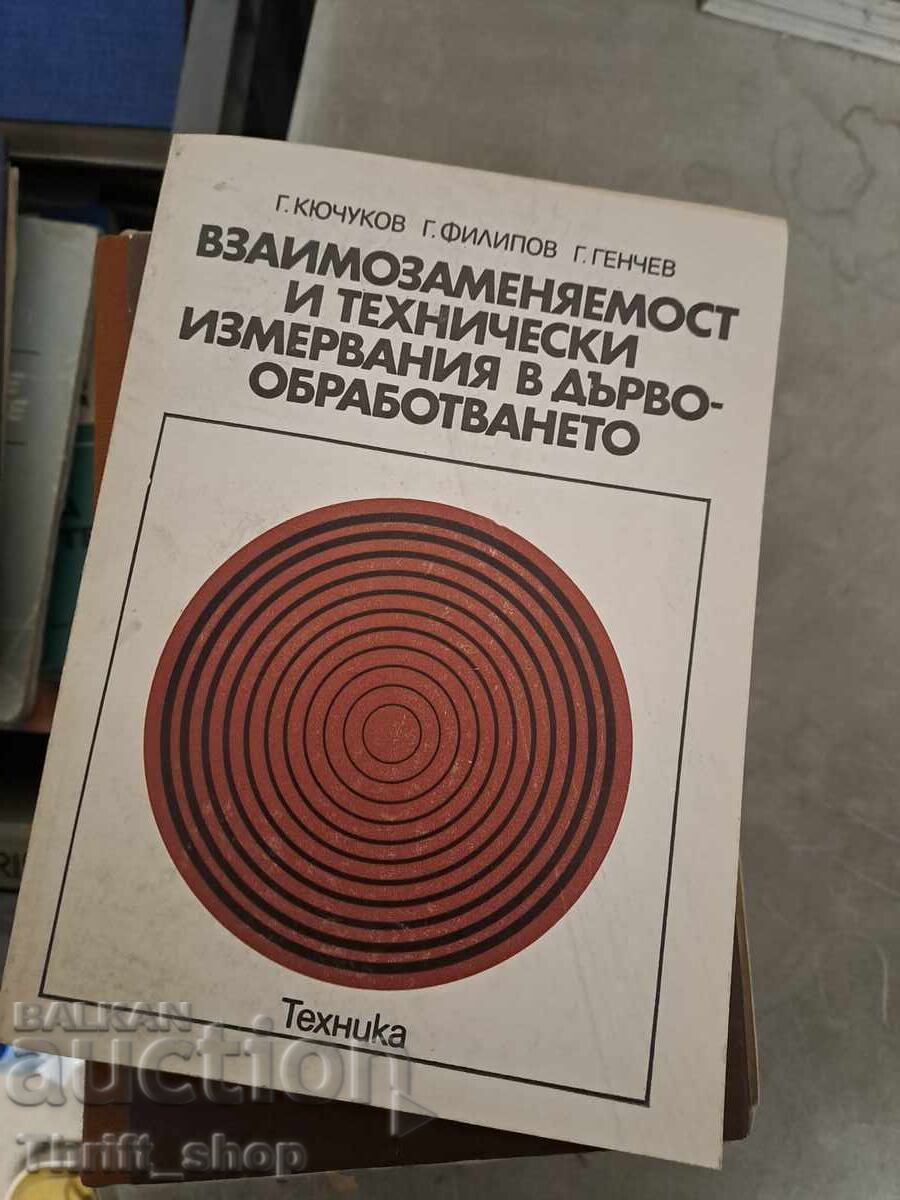 Г. КЮЧУКОВ Г. ФИЛИПОВ Г. ГЕНЧЕВ
ВЗАИМОЗАМЕНЯЕМОСТ
И ТЕХНИЧЕСКИ
ИЗМЕРВАНИЯ В ДЪРВО-
ОБРАБОТВАНЕТО
Техника
BALKAN
auction
Thrift_shop